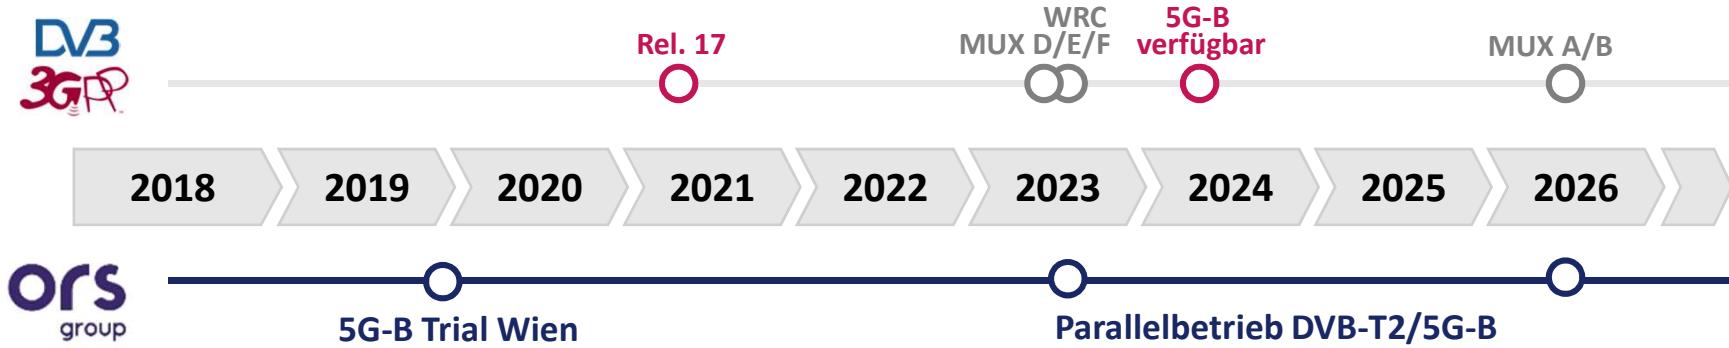 DVB
3GPP
Rel. 17
WRC
MUX D/E/F
5G-B
verfügbar
MUX A/B
2018
2019
2020
2021
2022
2023
2024
2025
2026
ors
group
5G-B Trial Wien
Parallelbetrieb DVB-T2/5G-B